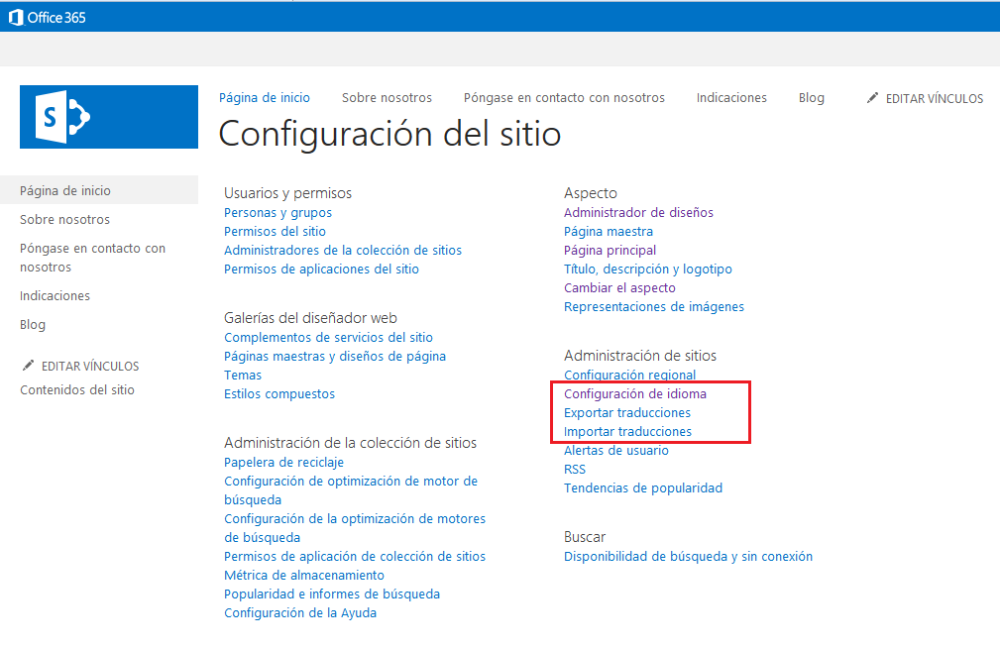 Office 365
S
Página de inicio
Sobre nosotros
Póngase en contacto con nosotros
Indicaciones
Blog
EDITAR VÍNCULOS
Configuración del sitio
Página de inicio
Sobre nosotros
Póngase en contacto con
nosotros
Indicaciones
Blog
EDITAR VÍNCULOS
Contenidos del sitio
Usuarios y permisos
Personas y grupos
Permisos del sitio
Administradores de la colección de sitios
Permisos de aplicaciones del sitio
Galerías del diseñador web
Complementos de servicios del sitio
Páginas maestras y diseños de página
Temas
Estilos compuestos
Administración de la colección de sitios
Papelera de reciclaje
Configuración de optimización de motor de
búsqueda
Configuración de la optimización de motores
de búsqueda
Permisos de aplicación de colección de sitios
Métrica de almacenamiento
Popularidad e informes de búsqueda
Configuración de la Ayuda
Aspecto
Administrador de diseños
Página maestra
Página principal
Título, descripción y logotipo
Cambiar el aspecto
Representaciones de imágenes
Administración de sitios
Configuración regional
Configuración de idioma
Exportar traducciones
Importar traducciones
Alertas de usuario
RSS
Tendencias de popularidad
Buscar
Disponibilidad de búsqueda y sin conexión